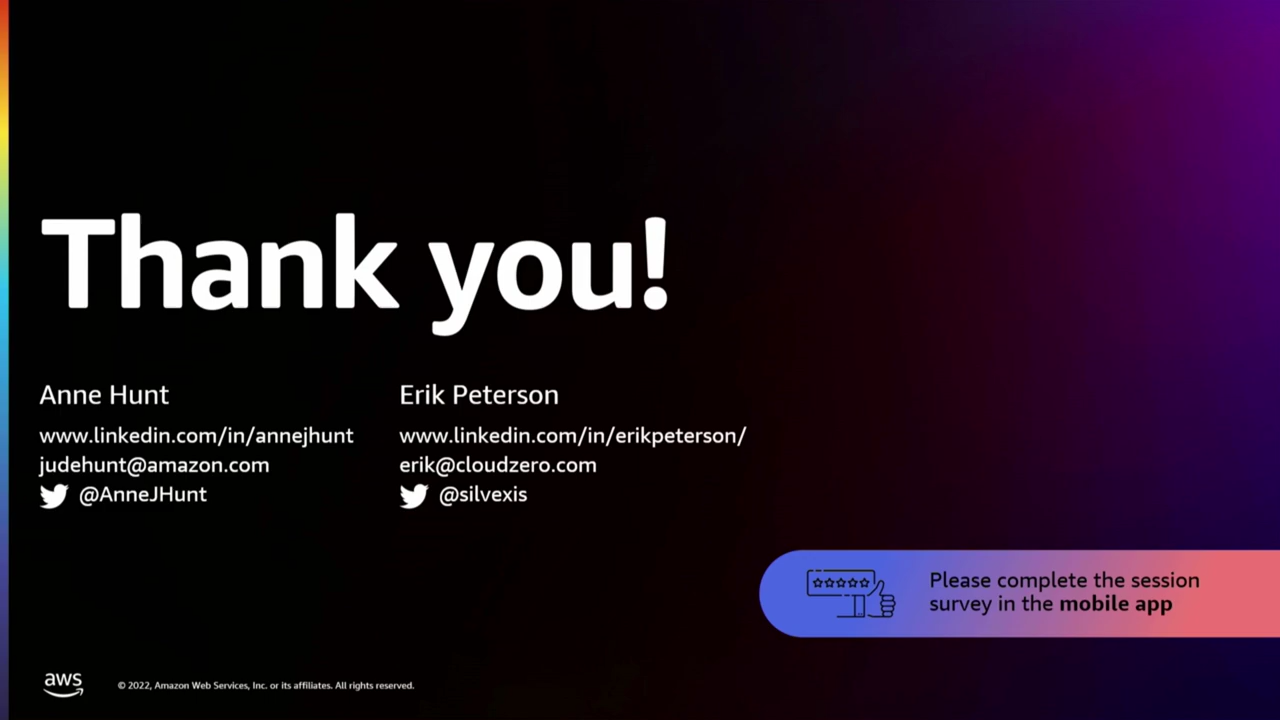 Thank you!
Anne Hunt
www.linkedin.com/in/annejhunt
judehunt@amazon.com
@AnneJHunt
Erik Peterson
www.linkedin.com/in/erikpeterson/
erik@cloudzero.com
@silvexis
Please complete the session
survey in the mobile app
aws
© 2022, Amazon Web Services, Inc. or its affiliates. All rights reserved.